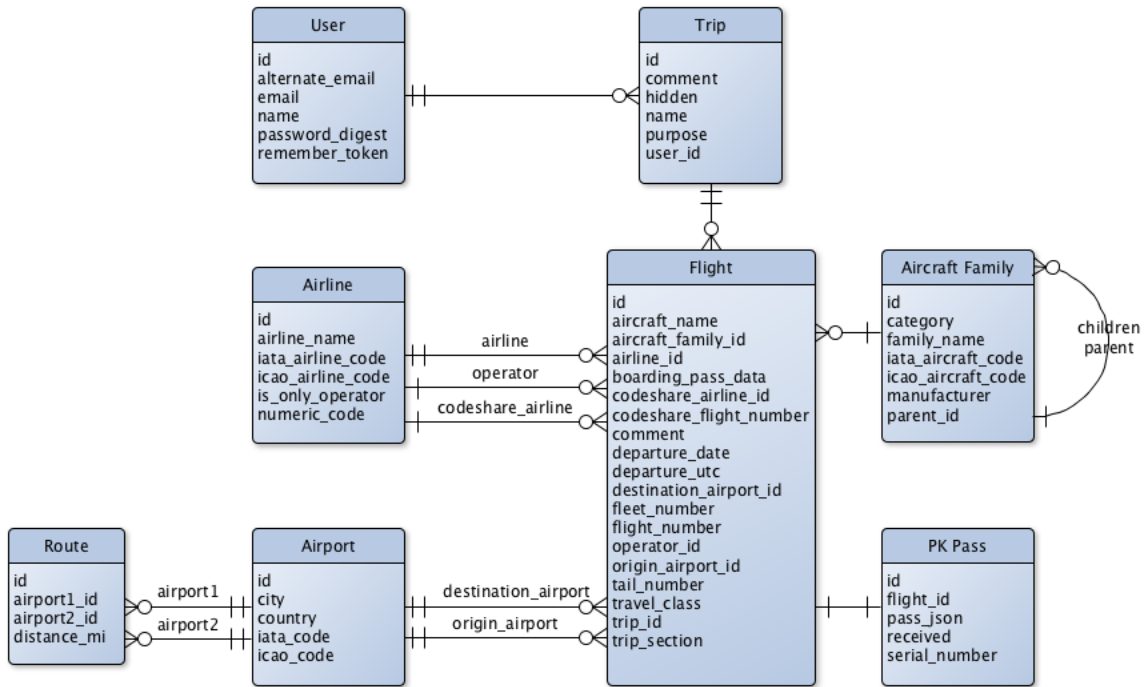 User
id
alternate_email
email
name
password_digest
remember_token
Trip
id
comment
hidden
name
purpose
user_id
Airline
id
airline_name
iata_airline_code
icao_airline_code
is_only_operator
numeric_code
airline
operator
codeshare_airline
Flight
id
aircraft_name
aircraft_family_id
airline_id
boarding_pass_data
codeshare_airline_id
codeshare_flight_number
comment
departure_date
departure_utc
destination_airport_id
fleet_number
flight_number
operator_id
origin_airport_id
tail_number
travel_class
trip_id
trip_section
Aircraft Family
id
category
family_name
iata_aircraft_code
icao_aircraft_code
manufacturer
parent_id
children
parent
Route
id
airport1_id
airport2_id
distance_mi
airport1
airport2
Airport
id
city
country
iata_code
icao_code
destination_airport
origin_airport
PK Pass
id
flight_id
pass_json
received
serial_number